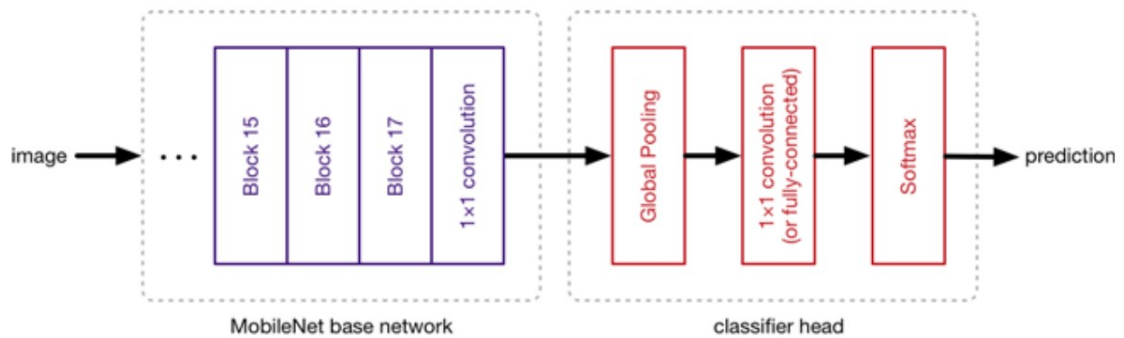 image
...
Block 15
Block 16
Block 17
1×1 convolution
Global Pooling
1×1 convolution
(or fully-connected)
Softmax
prediction
MobileNet base network
classifier head